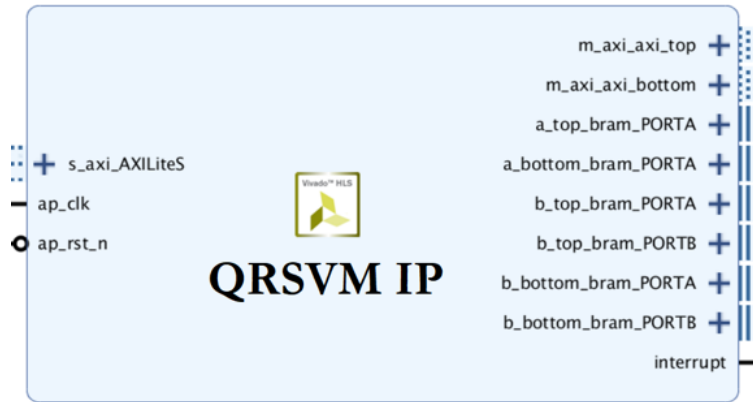 m_axi_axi_top
m_axi_axi_bottom
a_top_bram_PORTA
s_axi_AXILiteS
a_bottom_bram_PORTA
Vivado™ HLS
ap_clk
b_top_bram_PORTA
ap_rst_n
b_top_bram_PORTB
QRSVM IP
b_bottom_bram_PORTA
b_bottom_bram_PORTB
interrupt